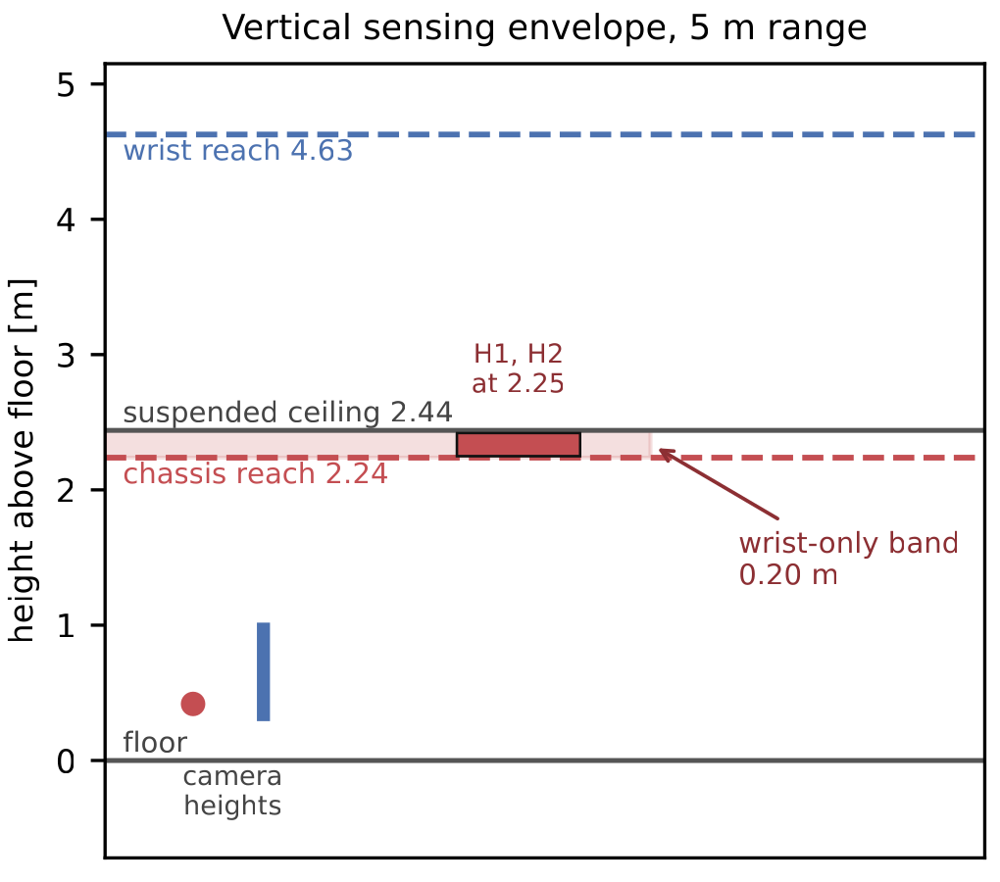 Vertical sensing envelope, 5 m range
5
wrist reach 4.63
4
H1, H2
3
at 2.25
suspended ceiling 2.44
chassis reach 2.24
2
wrist-only band
0.20 m
1
floor
0
camera
heights
height above floor [m]